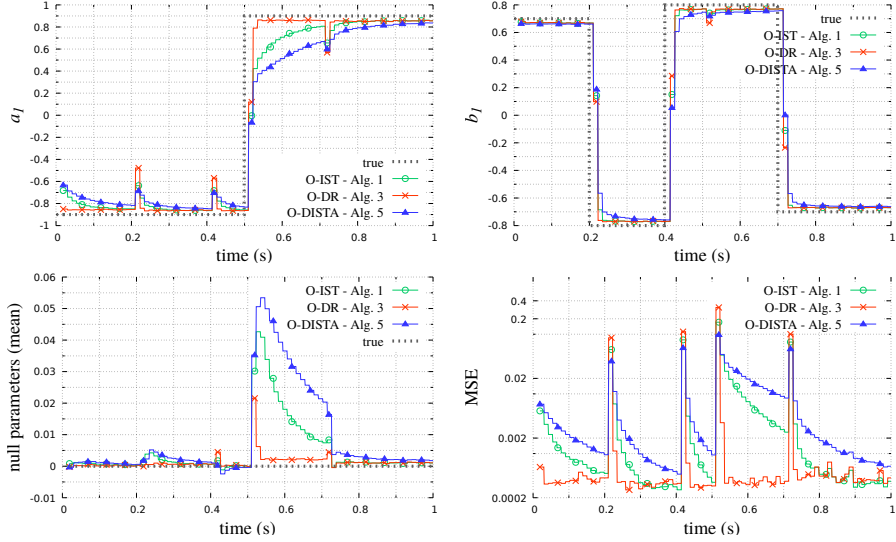 1
0.8
0.6
0.4
0.2
0
-0.2
-0.4
-0.6
-0.8
-1
a1
0 0.2 0.4 0.6 0.8 1
time (s)
true
O-IST - Alg. 1
O-DR - Alg. 3
O-DISTA - Alg. 5
0.8
0.6
0.4
0.2
0
-0.2
-0.4
-0.6
-0.8
b1
0 0.2 0.4 0.6 0.8 1
time (s)
true
O-IST - Alg. 1
O-DR - Alg. 3
O-DISTA - Alg. 5
0.06
0.05
0.04
0.03
0.02
0.01
0
-0.01
null parameters (mean)
0 0.2 0.4 0.6 0.8 1
time (s)
O-IST - Alg. 1
O-DR - Alg. 3
O-DISTA - Alg. 5
true
0.4
0.2
0.02
0.002
0.0002
MSE
0 0.2 0.4 0.6 0.8 1
time (s)
O-IST - Alg. 1
O-DR - Alg. 3
O-DISTA - Alg. 5